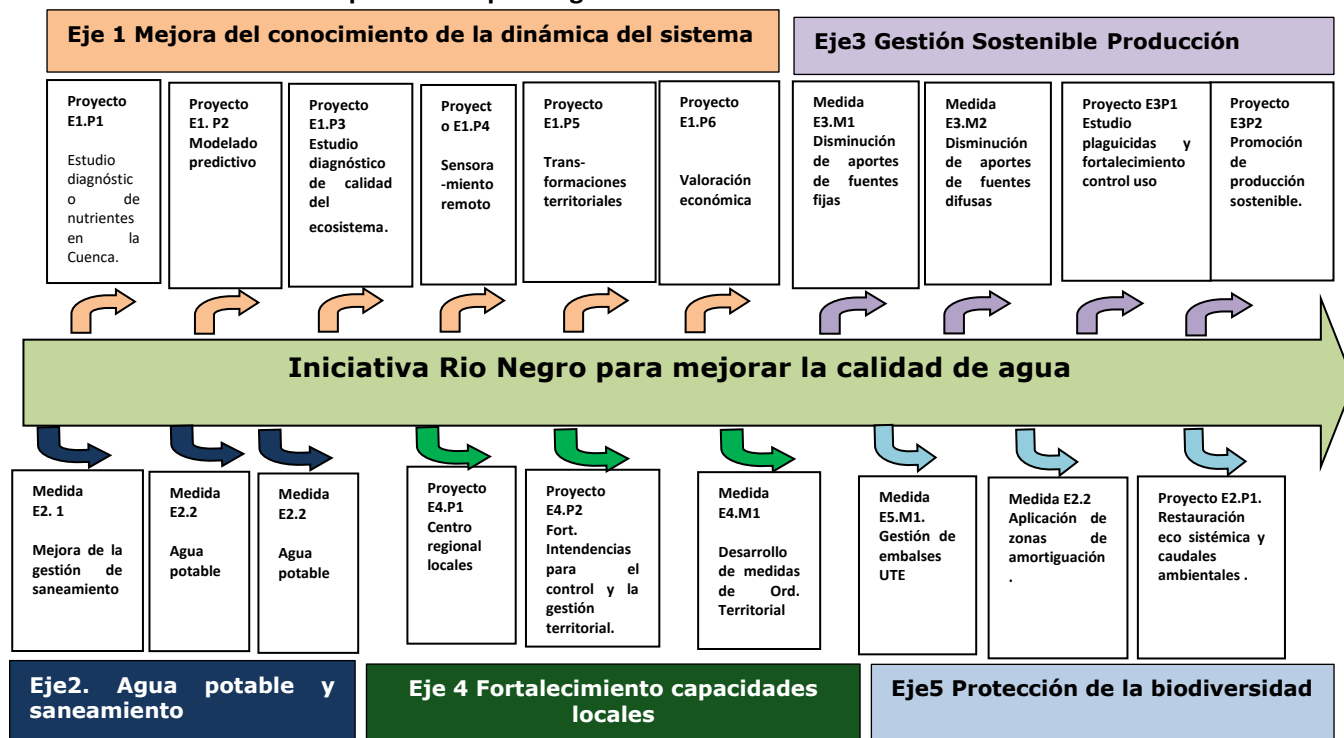 Eje 1 Mejora del conocimiento de la dinámica del sistema
Eje3 Gestión Sostenible Producción
Proyecto
E1.P1
Estudio
diagnóstic
o de
nutrientes
en la
Cuenca.
Proyecto
E1. P2
Modelado
predictivo
Proyecto
E1.P3
Estudio
diagnóstico
de calidad
del
ecosistema.
Proyect
o E1.P4
Sensora
-miento
remoto
Proyecto
E1.P5
Trans-
formaciones
territoriales
Proyecto
E1.P6
Valoración
económica
Medida
E3.M1
Disminución
de aportes
de fuentes
fijas
Medida
E3.M2
Disminución
de aportes
de fuentes
difusas
Proyecto E3P1
Estudio
plaguicidas y
fortalecimiento
control uso
Proyecto
E3P2
Promoción
de
producción
sostenible.
Iniciativa Rio Negro para mejorar la calidad de agua
Medida
E2. 1
Mejora de la
gestión de
saneamiento
Medida
E2.2
Agua
potable
Medida
E2.2
Agua
potable
Proyecto
E4.P1
Centro
regional
locales
Proyecto
E4.P2
Fort.
Intendencias
para el
control y la
gestión
territorial.
Medida
E4.M1
Desarrollo
de medidas
de Ord.
Territorial
Medida
E5.M1.
Gestión de
embalses
UTE
Medida E2.2
Aplicación de
zonas de
amortiguación
.
Proyecto E2.P1.
Restauración
eco sistémica y
caudales
ambientales .
Eje2. Agua potable y
saneamiento
Eje 4 Fortalecimiento capacidades
locales
Eje5 Protección de la biodiversidad